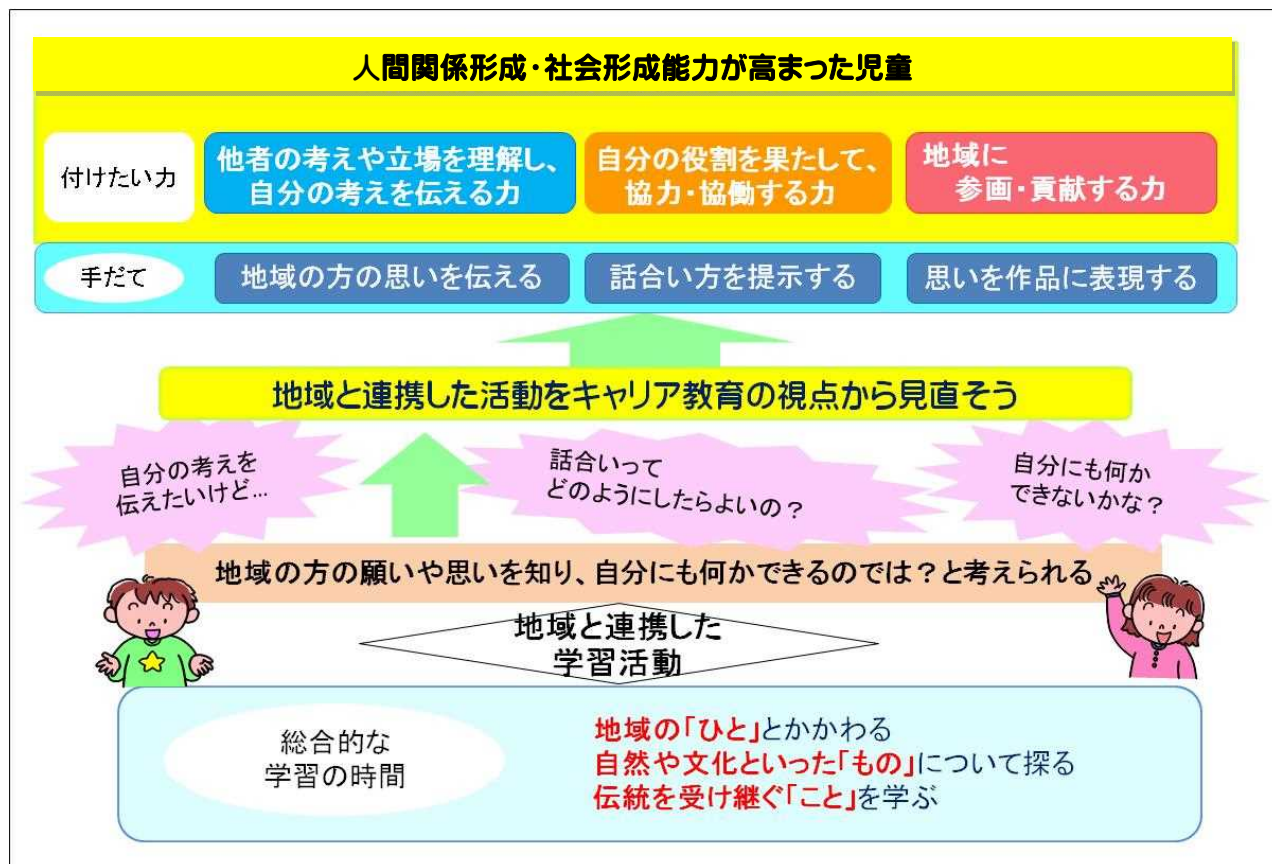 人間関係形成・社会形成能力が高まった児童
付けたい力
他者の考えや立場を理解し、
自分の考えを伝える力
自分の役割を果たして、
協力・協働する力
地域に
参画・貢献する力
手だて
地域の方の思いを伝える
話合い方を提示する
思いを作品に表現する
地域と連携した活動をキャリア教育の視点から見直そう
自分の考えを
伝えたいけど…
話合いって
どのようにしたらよいの?
自分にも何か
できないかな?
地域の方の願いや思いを知り、自分にも何かできるのでは?と考えられる
地域と連携した
学習活動
総合的な
学習の時間
地域の「ひと」とかかわる
自然や文化といった「もの」について探る
伝統を受け継ぐ「こと」を学ぶ